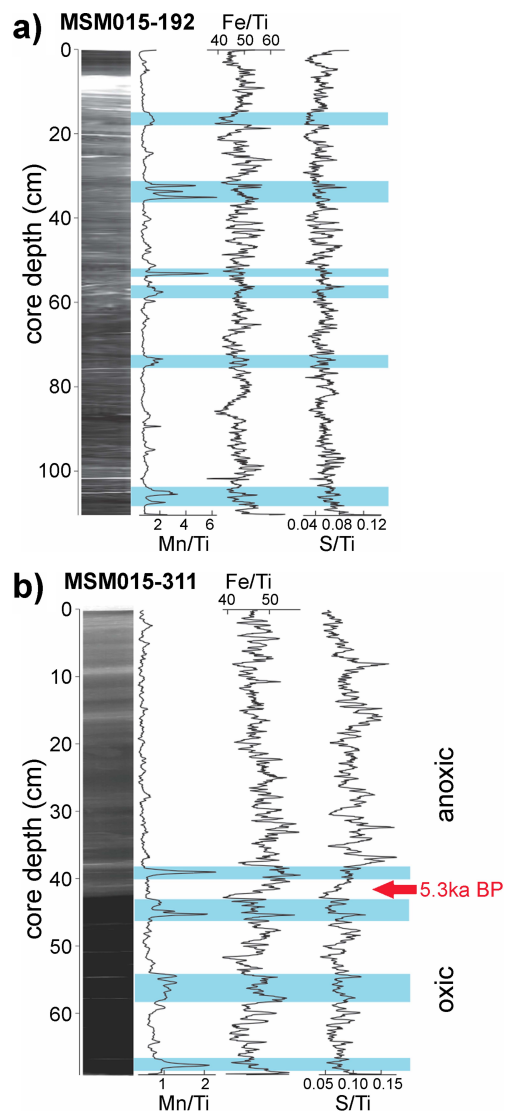 a) MSM015-192
Fe/Ti
40 50 60
0
20
40
60
80
100
core depth (cm)
2 4 6
Mn/Ti
0.04 0.08 0.12
S/Ti
b) MSM015-311
Fe/Ti
40 50
0
10
20
30
40
50
60
core depth (cm)
anoxic
5.3ka BP
oxic
1 2
Mn/Ti
0.05 0.10 0.15
S/Ti